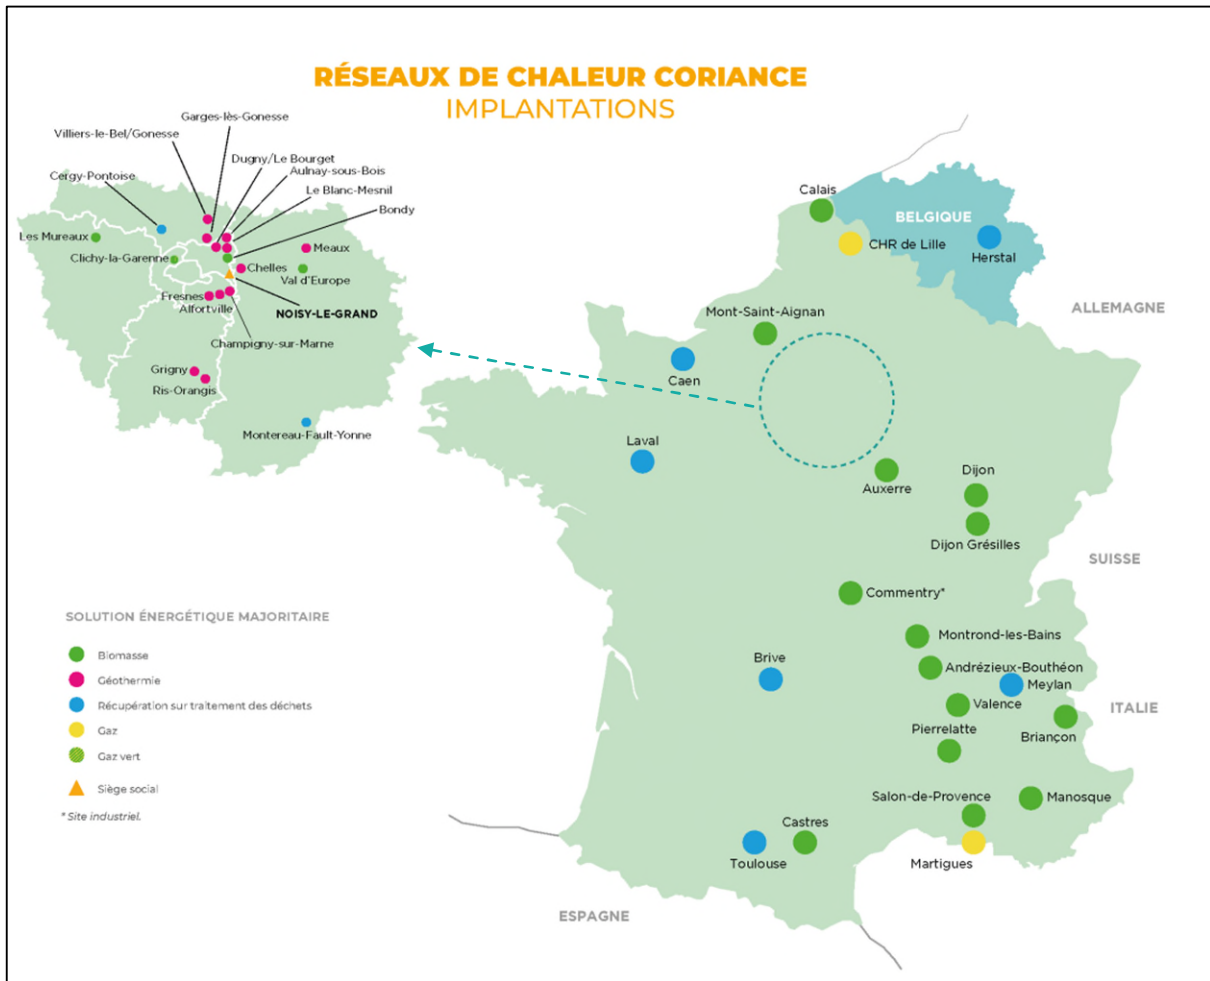 RÉSEAUX DE CHALEUR CORIANCE
IMPLANTATIONS
Garges-lès-Gonesse
Villiers-le-Bel/Gonesse
Dugny/Le Bourget
Aulnay-sous-Bois
Cergy-Pontoise
Le Blanc-Mesnil
Bondy
Les Mureaux
Meaux
Clichy-la-Garenne
Chelles
Val d'Europe
Fresnes
Alfortville
NOISY-LE-GRAND
Champigny-sur-Marne
Grigny
Ris-Orangis
Montereau-Fault-Yonne
Calais
BELGIQUE
CHR de Lille
Herstal
ALLEMAGNE
Mont-Saint-Aignan
Caen
Laval
Auxerre
Dijon
Dijon Grésilles
SUISSE
Commentry*
Montrond-les-Bains
Brive
Andrézieux-Bouthéon
Meylan
Valence
ITALIE
Pierrelatte
Briançon
Salon-de-Provence
Manosque
Castres
Toulouse
Martigues
ESPAGNE
SOLUTION ÉNERGÉTIQUE MAJORITAIRE
Biomasse
Géothermie
Récupération sur traitement des déchets
Gaz
Gaz vert
Siège social
* Site industriel.